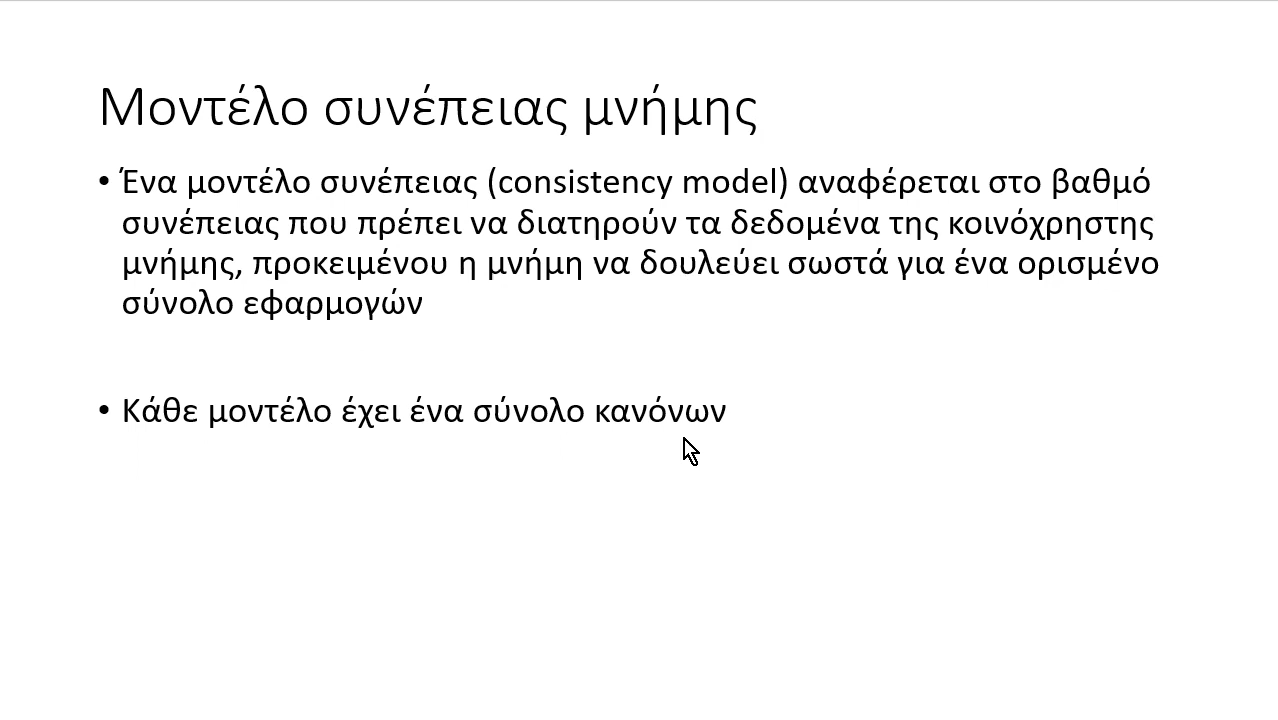 Μοντέλο συνέπειας μνήμης
• Ένα μοντέλο συνέπειας (consistency model) αναφέρεται στο βαθμό
συνέπειας που πρέπει να διατηρούν τα δεδομένα της κοινόχρηστης
μνήμης, προκειμένου η μνήμη να δουλεύει σωστά για ένα ορισμένο
σύνολο εφαρμογών
• Κάθε μοντέλο έχει ένα σύνολο κανόνων